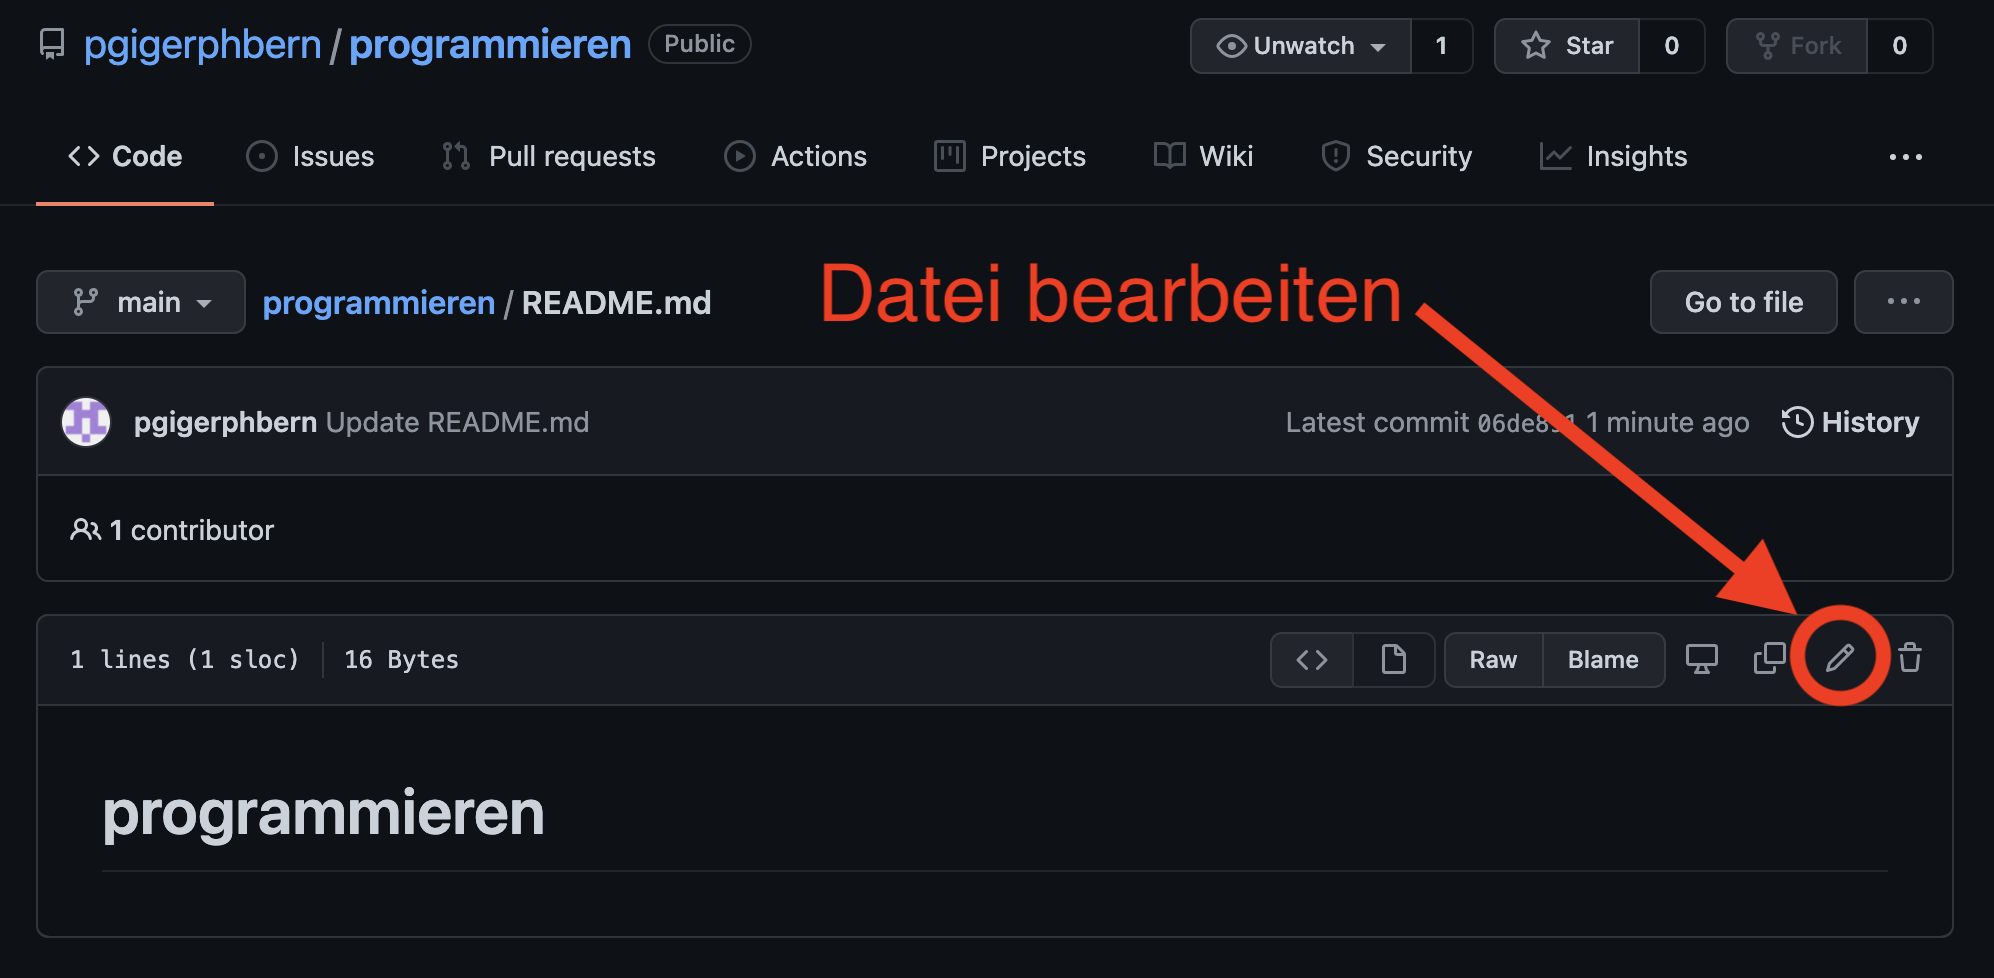 pgigerphbern / programmieren Public Unwatch 1 Star 0 Fork 0
Code Issues Pull requests Actions Projects Wiki Security Insights
main programmieren / README.md Datei bearbeiten Go to file
pgigerphbern Update README.md Latest commit 1 minute ago History
1 contributor
1 lines (1 sloc) 16 Bytes Raw Blame
programmieren